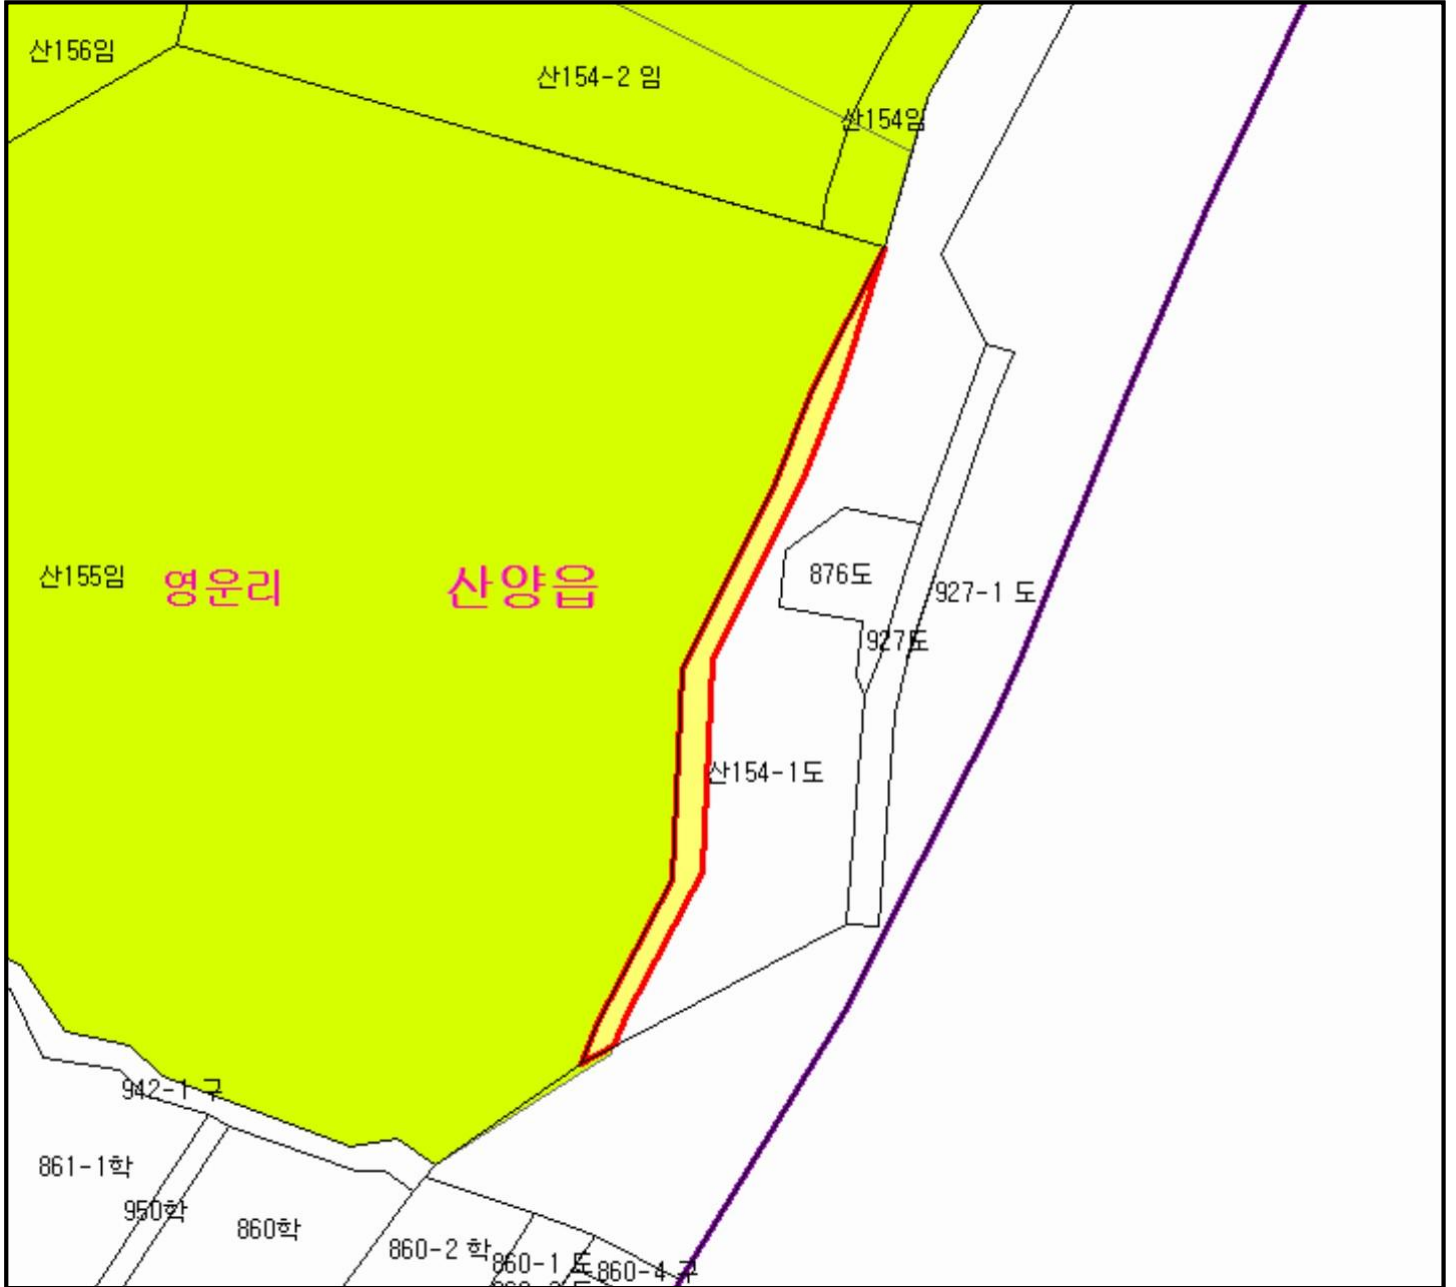 산156임
산154-2 임
산154임
876도
산155임
영운리
산양읍
927-1 도
927도
산154-1도
942-1 구
861-1학
950학
860학
860-2 학
860-1 도
860-4 구